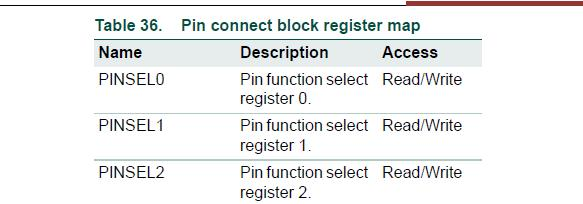 Table 36. Pin connect block register map
Name Description Access
PINSEL0 Pin function select Read/Write
register 0.
PINSEL1 Pin function select Read/Write
register 1.
PINSEL2 Pin function select Read/Write
register 2.